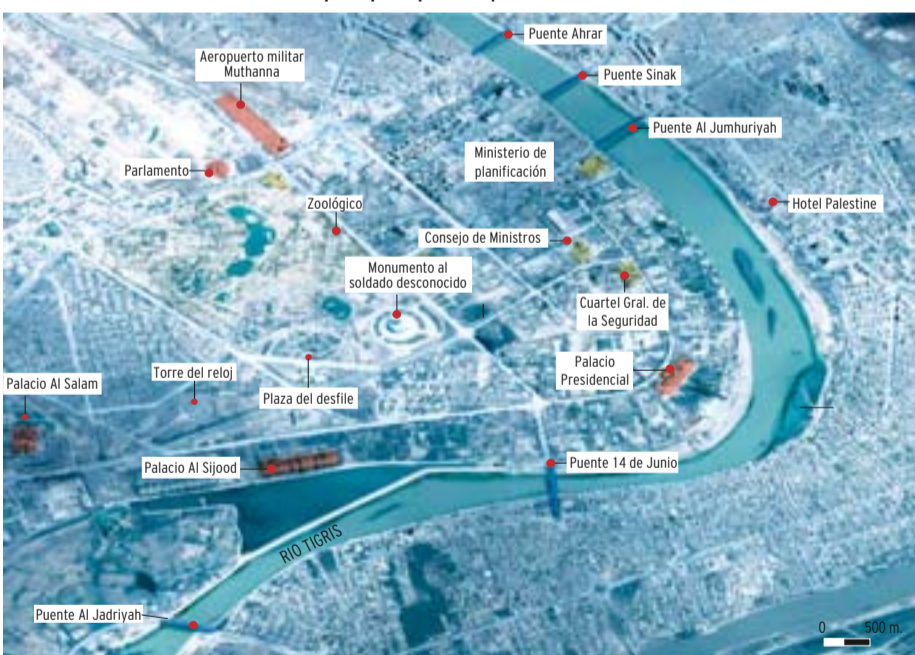 Puente Ahrar
Aeropuerto militar
Muthanna
Puente Sinak
Puente Al Jumhuriyah
Ministerio de
planificación
Parlamento
Zoológico
Hotel Palestine
Consejo de Ministros
Monumento al
soldado desconocido
Cuartel Gral. de
la Seguridad
Palacio
Presidencial
Torre del reloj
Palacio Al Salam
Plaza del desfile
Palacio Al Sijood
Puente 14 de Junio
RIO TIGRIS
Puente Al Jadriyah
0 500 m.